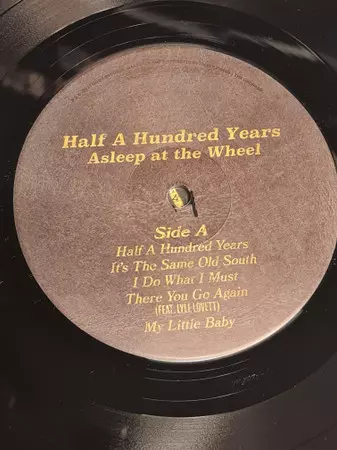 Half A Hundred Years
Asleep at the Wheel
Side A
Half A Hundred Years
It's The Same Old South
I Do What I Must
There You Go Again
(FEAT. LYLE LOVETT)
My Little Baby